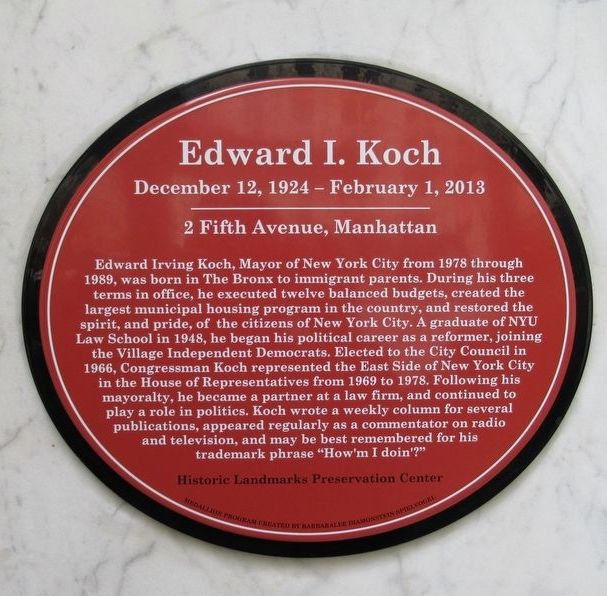 Edward I. Koch
December 12, 1924 – February 1, 2013
2 Fifth Avenue, Manhattan
Edward Irving Koch, Mayor of New York City from 1978 through
1989, was born in The Bronx to immigrant parents. During his three
terms in office, he executed twelve balanced budgets, created the
largest municipal housing program in the country, and restored the
spirit, and pride, of the citizens of New York City. A graduate of NYU
Law School in 1948, he began his political career as a reformer, joining
the Village Independent Democrats. Elected to the City Council in
1966, Congressman Koch represented the East Side of New York City
in the House of Representatives from 1969 to 1978. Following his
mayoralty, he became a partner at a law firm, and continued to
play a role in politics. Koch wrote a weekly column for several
publications, appeared regularly as a commentator on radio
and television, and may be best remembered for his
trademark phrase “How'm I doin'?”
Historic Landmarks Preservation Center
MEDALLION PROGRAM CREATED BY BARBARALEE DIAMONSTEIN-SPIELVOGEL